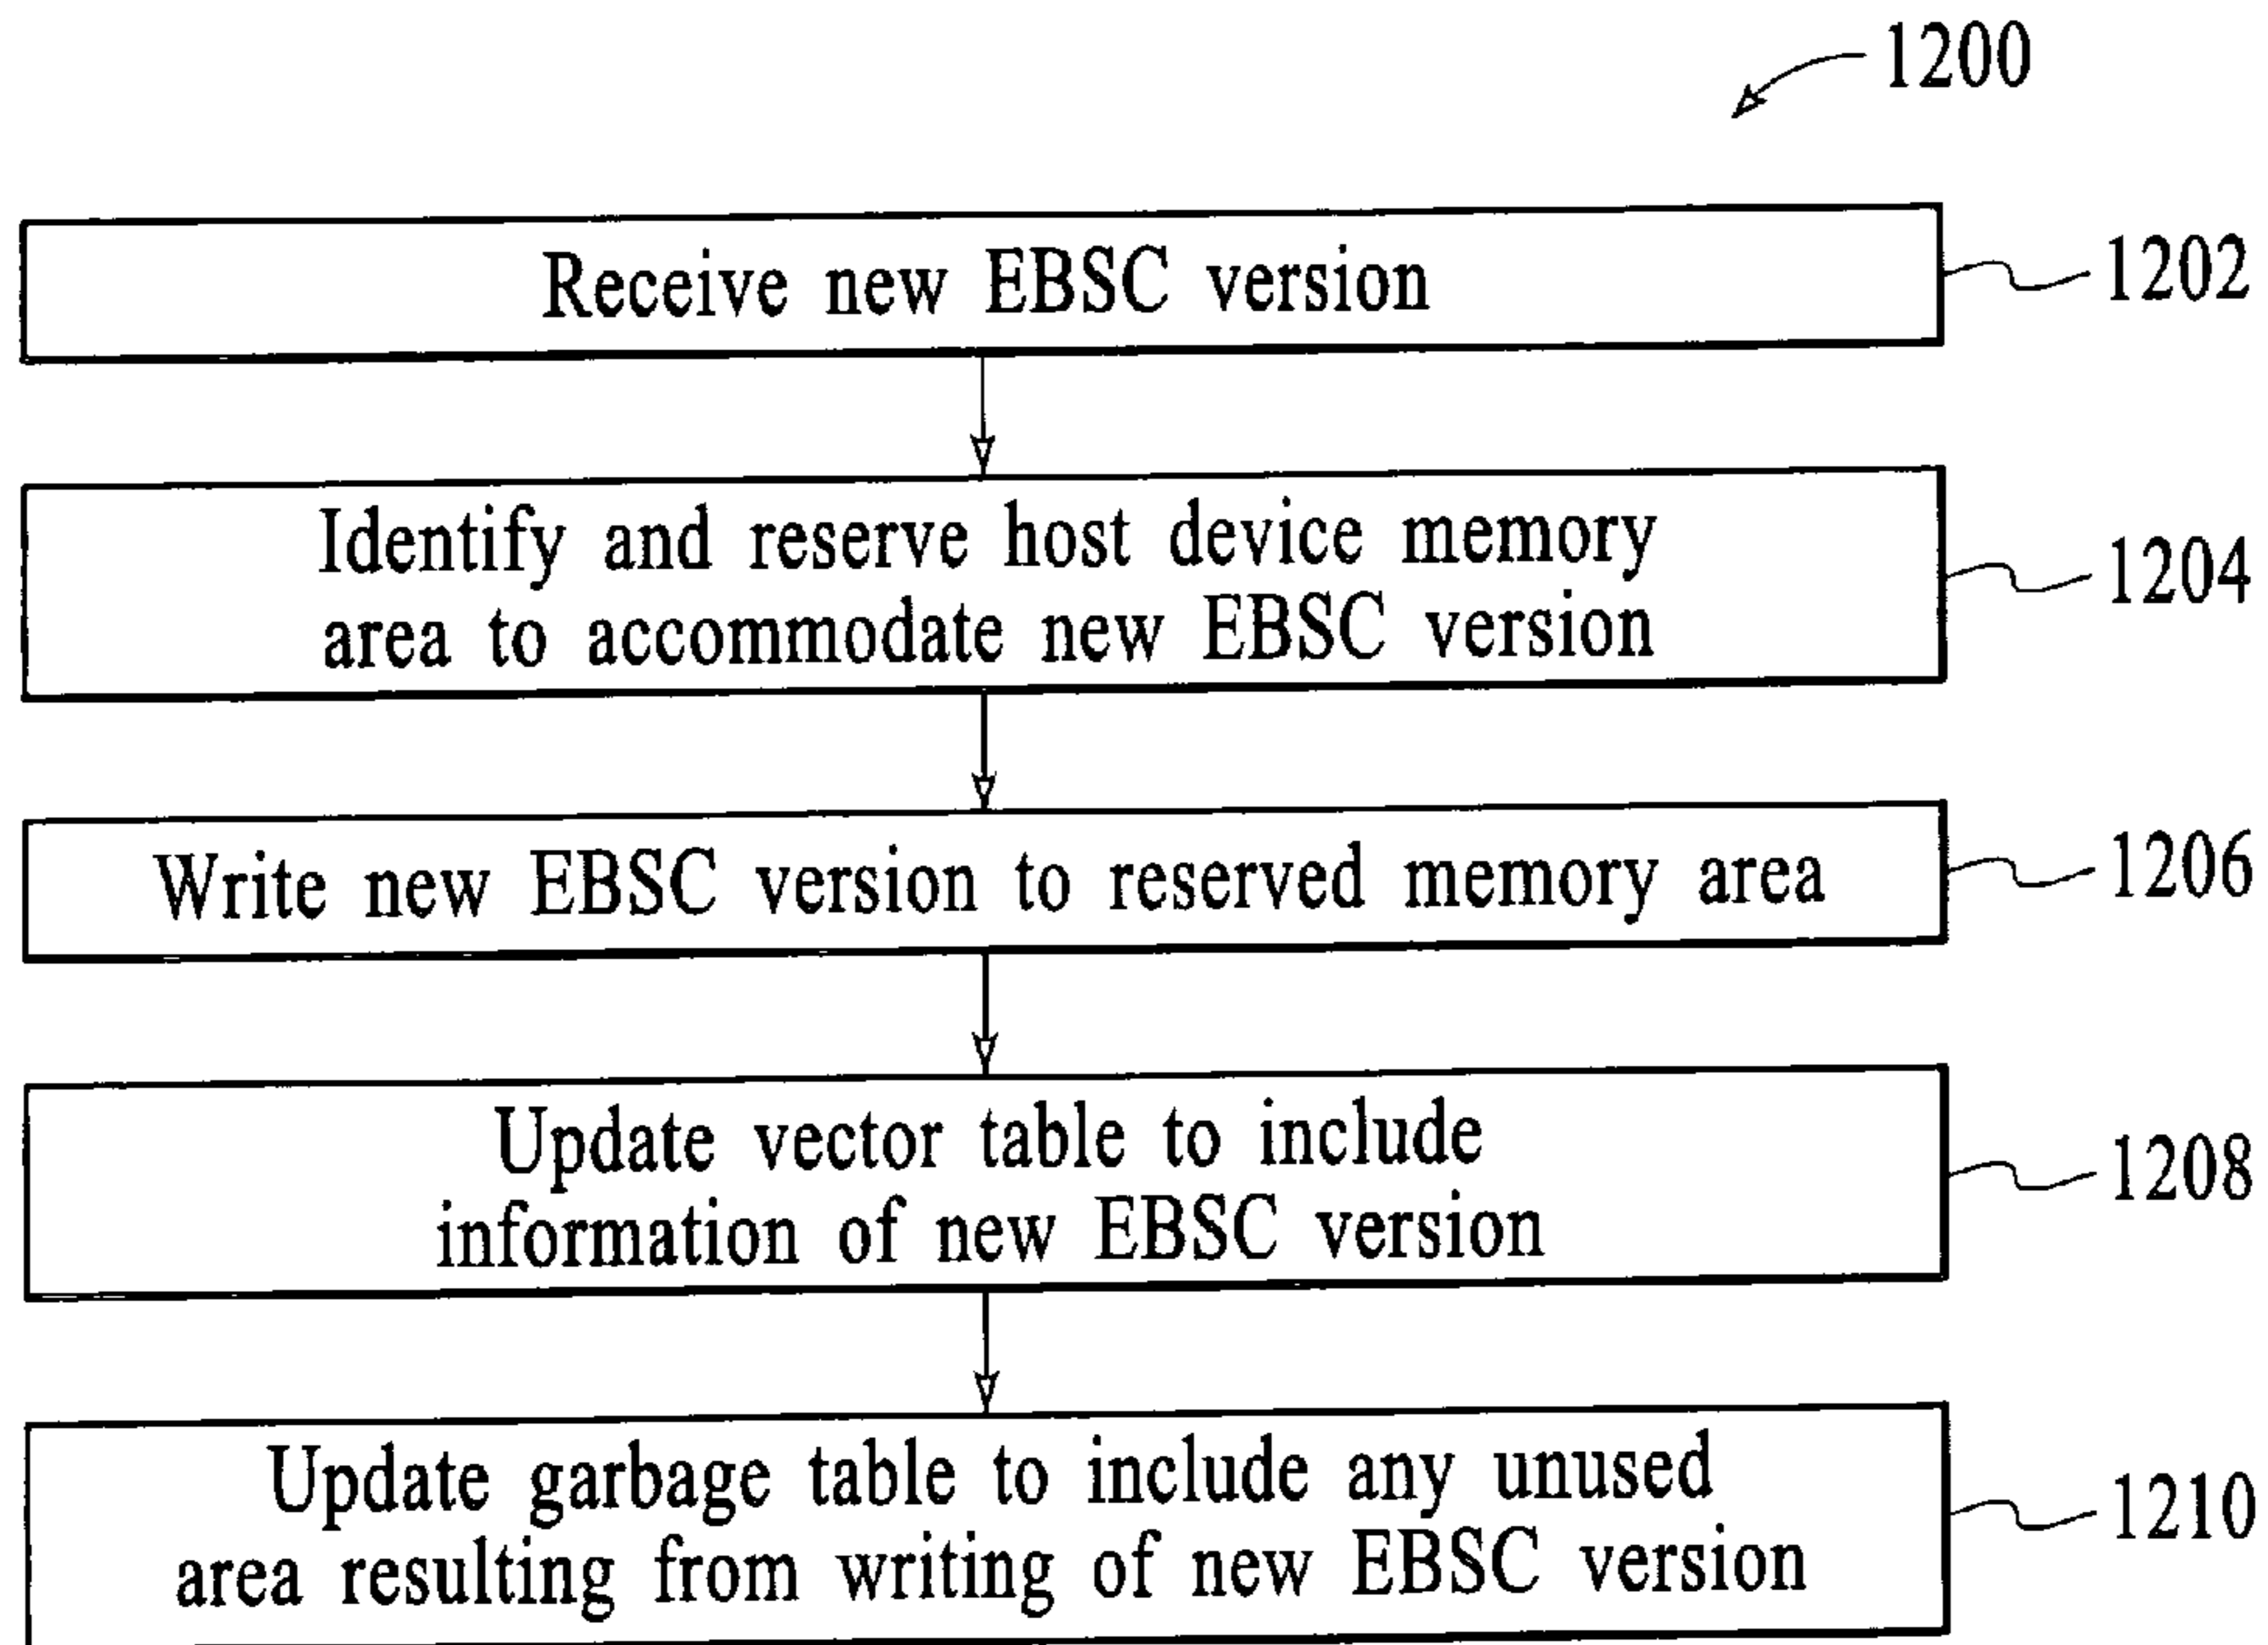 1200
Receive new EBSC version
1202
Identify and reserve host device memory
area to accommodate new EBSC version
1204
Write new EBSC version to reserved memory area
1206
Update vector table to include
information of new EBSC version
1208
Update garbage table to include any unused
area resulting from writing of new EBSC version
1210